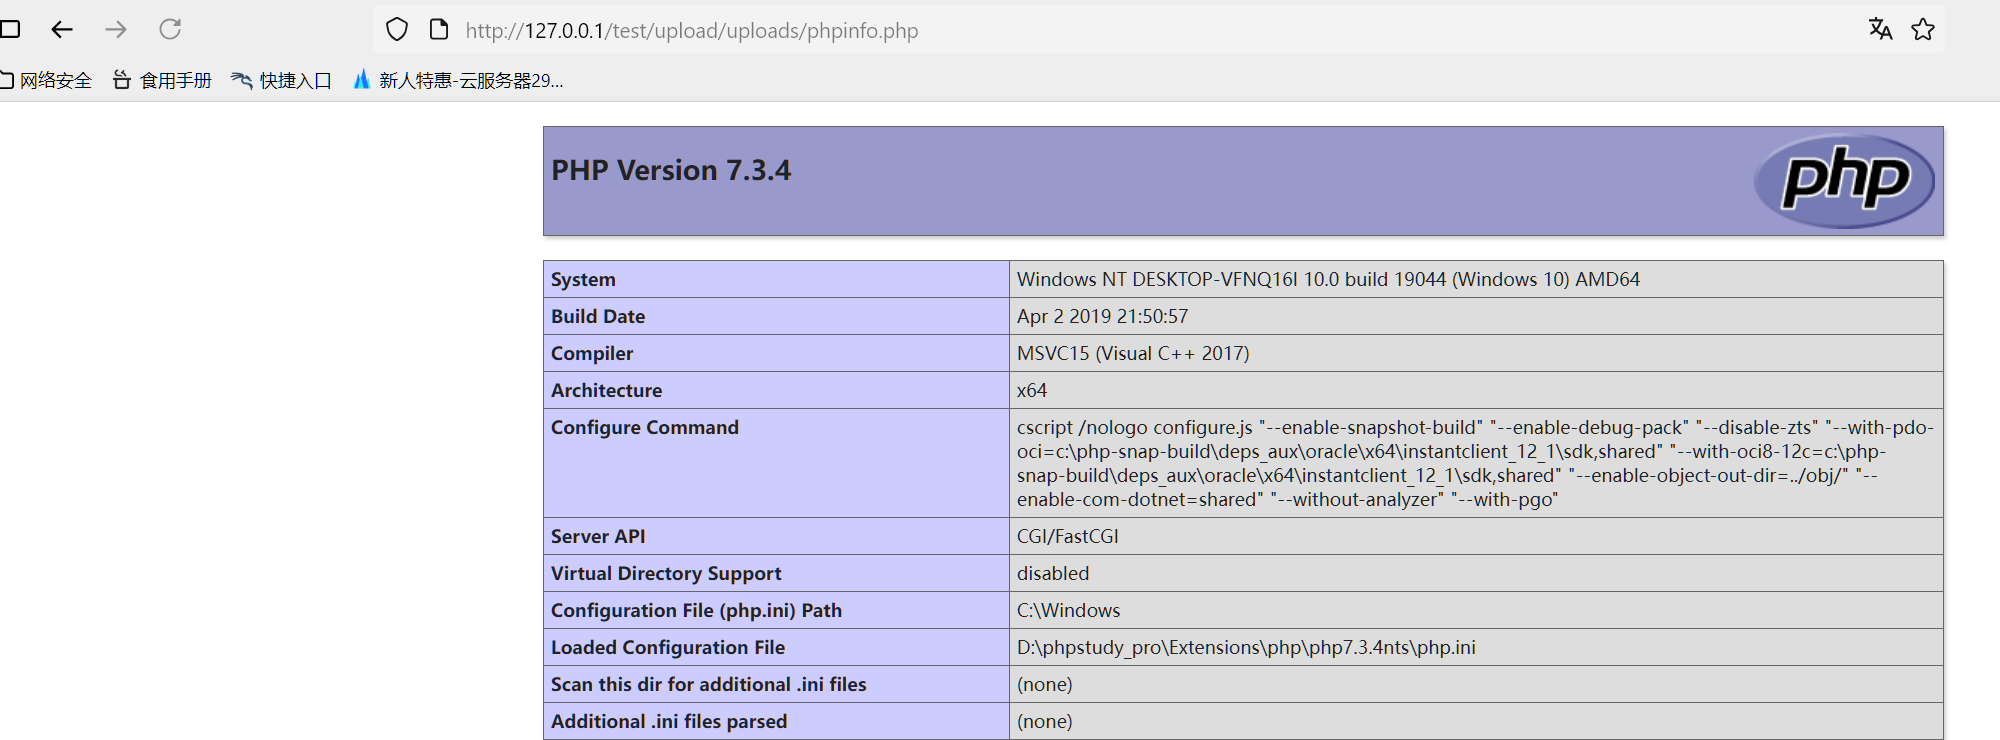 http://127.0.0.1/test/upload/uploads/phpinfo.php
网络安全 食用手册 快捷入口 新人特惠-云服务器29...
PHP Version 7.3.4
php
System Windows NT DESKTOP-VFNQ16I 10.0 build 19044 (Windows 10) AMD64
Build Date Apr 2 2019 21:50:57
Compiler MSVC15 (Visual C++ 2017)
Architecture x64
Configure Command cscript /nologo configure.js "--enable-snapshot-build" "--enable-debug-pack" "--disable-zts" "--with-pdo-
oci=c:\php-snap-build\deps_aux\oracle\x64\instantclient_12_1\sdk,shared" "--with-oci8-12c=c:\php-
snap-build\deps_aux\oracle\x64\instantclient_12_1\sdk,shared" "--enable-object-out-dir=../obj/" "--
enable-com-dotnet=shared" "--without-analyzer" "--with-pgo"
Server API CGI/FastCGI
Virtual Directory Support disabled
Configuration File (php.ini) Path C:\Windows
Loaded Configuration File D:\phpstudy_pro\Extensions\php\php7.3.4nts\php.ini
Scan this dir for additional .ini files (none)
Additional .ini files parsed (none)